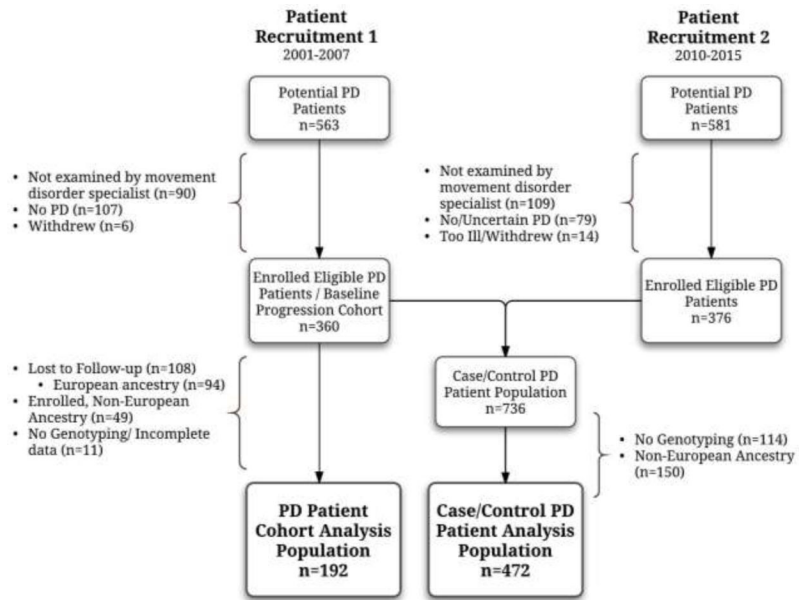 Patient
Recruitment 1
2001-2007
Patient
Recruitment 2
2010-2015
Potential PD
Patients
n=563
Potential PD
Patients
n=581
• Not examined by movement
disorder specialist (n=90)
• No PD (n=107)
• Withdrew (n=6)
• Not examined by
movement disorder
specialist (n=109)
• No/Uncertain PD (n=79)
• Too Ill/Withdrew (n=14)
Enrolled Eligible PD
Patients / Baseline
Progression Cohort
n=360
Enrolled Eligible PD
Patients
n=376
• Lost to Follow-up (n=108)
• European ancestry (n=94)
• Enrolled, Non-European
Ancestry (n=49)
• No Genotyping/ Incomplete
data (n=11)
Case/Control PD
Patient Population
n=736
• No Genotyping (n=114)
• Non-European Ancestry
(n=150)
PD Patient
Cohort Analysis
Population
n=192
Case/Control PD
Patient Analysis
Population
n=472